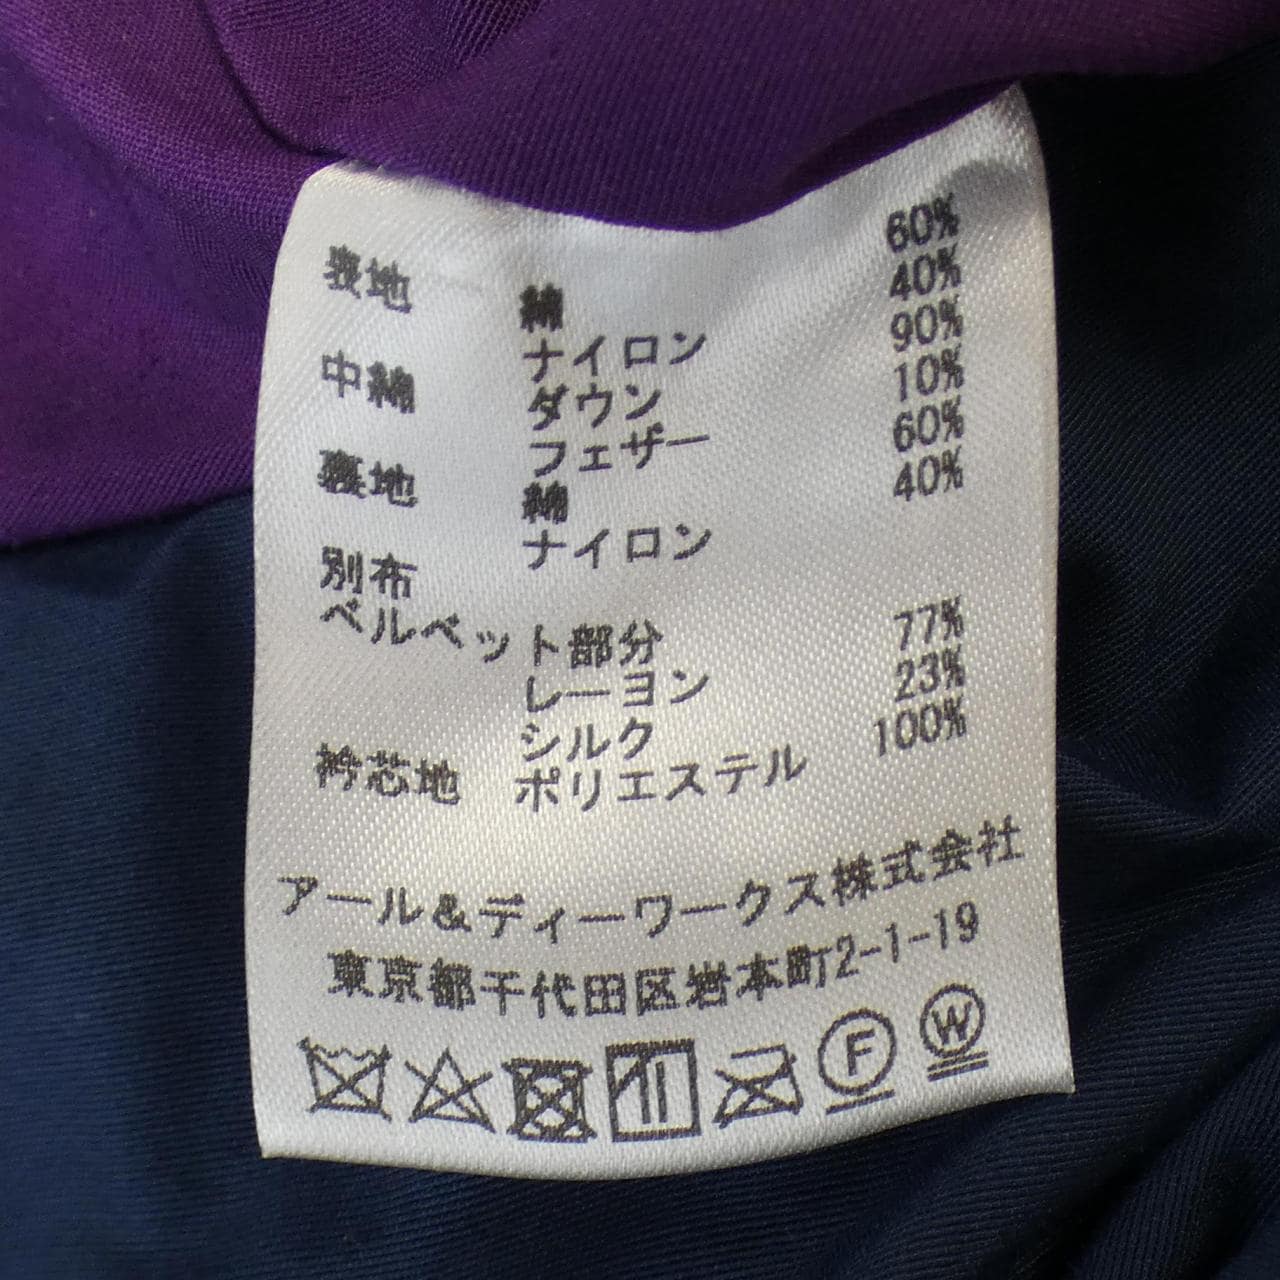 表地 綿 60%
ナイロン 40%
中綿 ダウン 90%
フェザー 10%
裏地 綿 60%
ナイロン 40%
別布
ベルベット部分
レーヨン 77%
シルク 23%
衿芯地 ポリエステル 100%
アール&ディーワークス株式会社
東京都千代田区岩本町2-1-19
F W